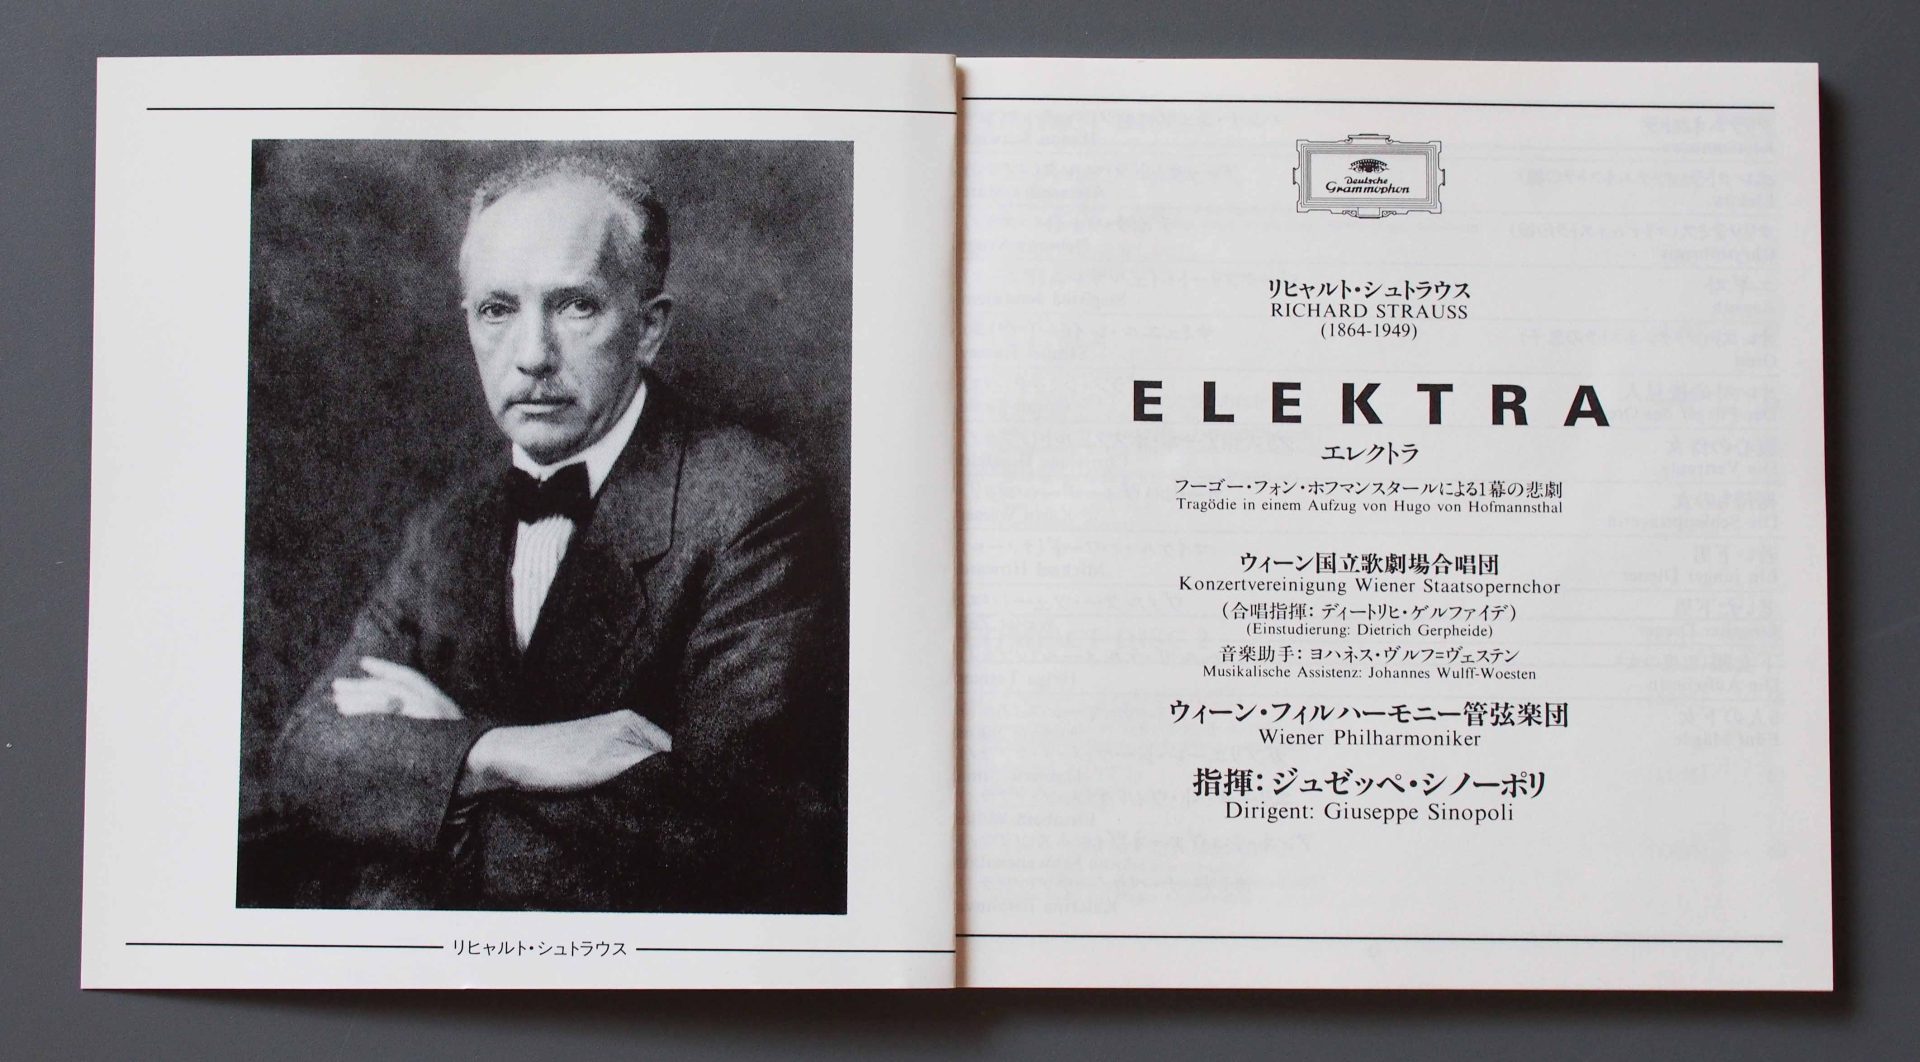 リヒャルト・シュトラウス
Deutsche
Grammophon
リヒャルト・シュトラウス
RICHARD STRAUSS
(1864-1949)
ELEKTRA
エレクトラ
フーゴー・フォン・ホフマンスタールによる1幕の悲劇
Tragödie in einem Aufzug von Hugo von Hofmannsthal
ウィーン国立歌劇場合唱団
Konzertvereinigung Wiener Staatsopernchor
(合唱指揮: ディートリヒ・ゲルファイデ)
(Einstudierung: Dietrich Gerpheide)
音楽助手: ヨハネス・ヴルフ=ヴェステン
Musikalische Assistenz: Johannes Wulff-Woesten
ウィーン・フィルハーモニー管弦楽団
Wiener Philharmoniker
指揮: ジュゼッペ・シノーポリ
Dirigent: Giuseppe Sinopoli